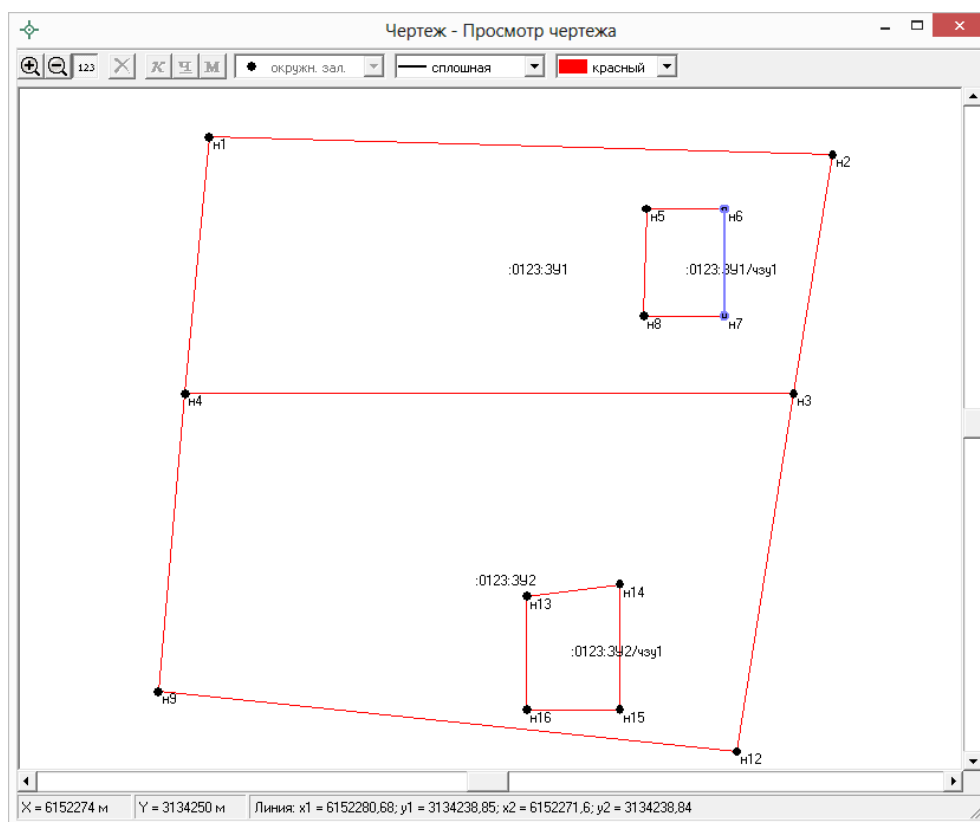 Чертеж - Просмотр чертежа
123 К Ч М окружн. зал. сплошная красный
н1
н2
н5 н6
:0123:ЗУ1 :0123:ЗУ1/чзу1
н8 н7
н4 н3
:0123:ЗУ2 н14
н13
:0123:ЗУ2/чзу1
н9
н16 н15
н12
X = 6152274 м Y = 3134250 м Линия: x1 = 6152280,68; y1 = 3134238,85; x2 = 6152271,6; y2 = 3134238,84